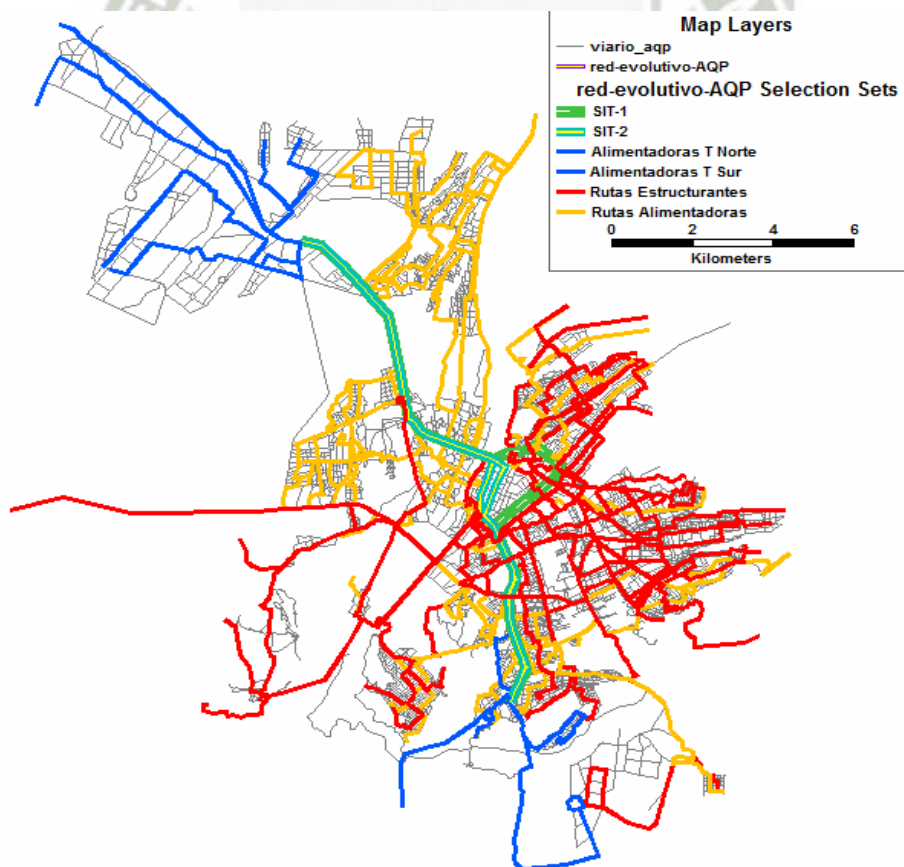 Map Layers
viario_aqp
red-evolutivo-AQP
red-evolutivo-AQP Selection Sets
SIT-1
SIT-2
Alimentadoras T Norte
Alimentadoras T Sur
Rutas Estructurantes
Rutas Alimentadoras
0 2 4 6
Kilometers